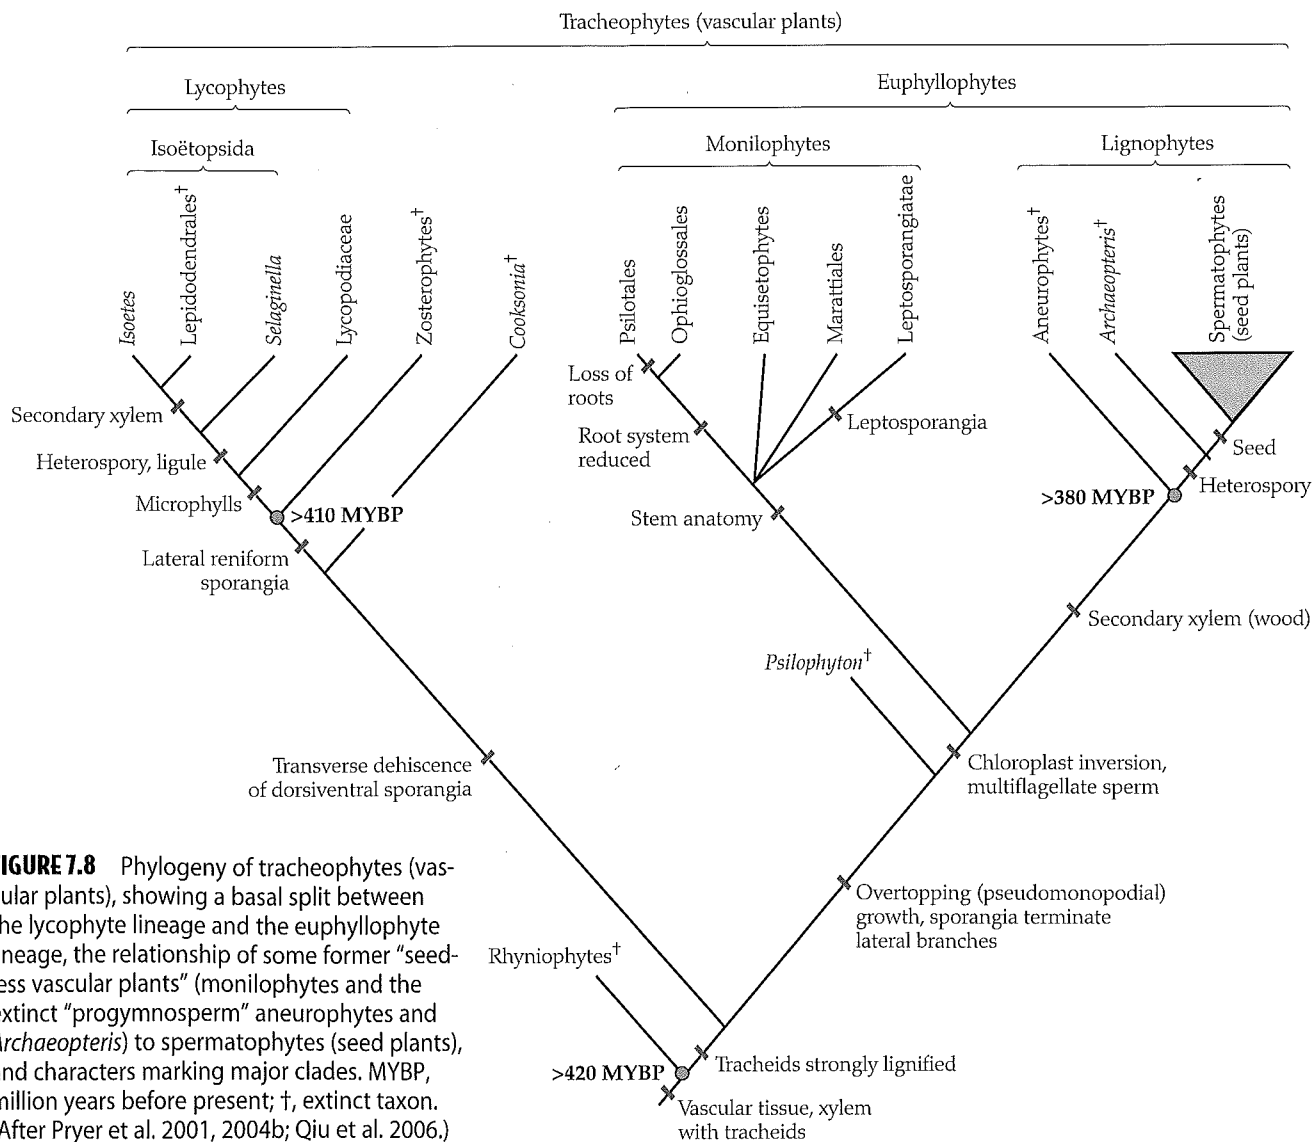 Tracheophytes (vascular plants)
Lycophytes
Euphyllophytes
Isoëtopsida
Monilophytes
Lignophytes
Isoetes
Lepidodendrales†
Selaginella
Lycopodiaceae
Zosterophytes†
Cooksonia†
Psilotales
Ophioglossales
Equisetophytes
Marattiales
Leptosporangiatae
Aneurophytes†
Archaeopteris†
Spermatophytes
(seed plants)
Loss of
roots
Secondary xylem
Root system
reduced
Leptosporangia
Seed
Heterospory, ligule
Heterospory
Microphylls
>410 MYBP
>380 MYBP
Stem anatomy
Lateral reniform
sporangia
Secondary xylem (wood)
Psilophyton†
Transverse dehiscence
of dorsiventral sporangia
Chloroplast inversion,
multiflagellate sperm
Overtopping (pseudomonopodial)
growth, sporangia terminate
lateral branches
Rhyniophytes†
>420 MYBP
Tracheids strongly lignified
Vascular tissue, xylem
with tracheids
IGURE 7.8 Phylogeny of tracheophytes (vas-
ular plants), showing a basal split between
he lycophyte lineage and the euphyllophyte
neage, the relationship of some former "seed-
ess vascular plants" (monilophytes and the
xtinct "progymnosperm" aneurophytes and
rchaeopteris) to spermatophytes (seed plants),
nd characters marking major clades. MYBP,
million years before present; †, extinct taxon.
After Pryer et al. 2001, 2004b; Qiu et al. 2006.)